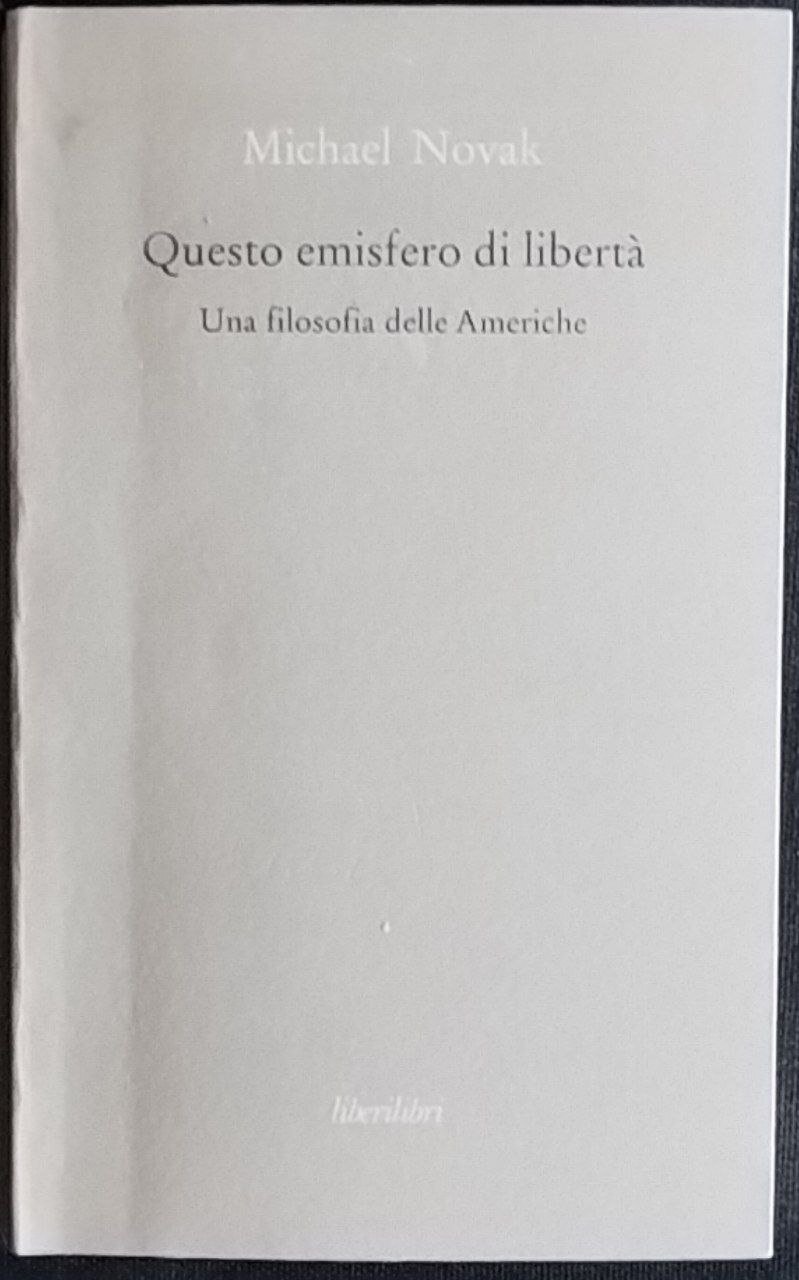 Michael Novak
Questo emisfero di libertà
Una filosofia delle Americhe
liberilibri